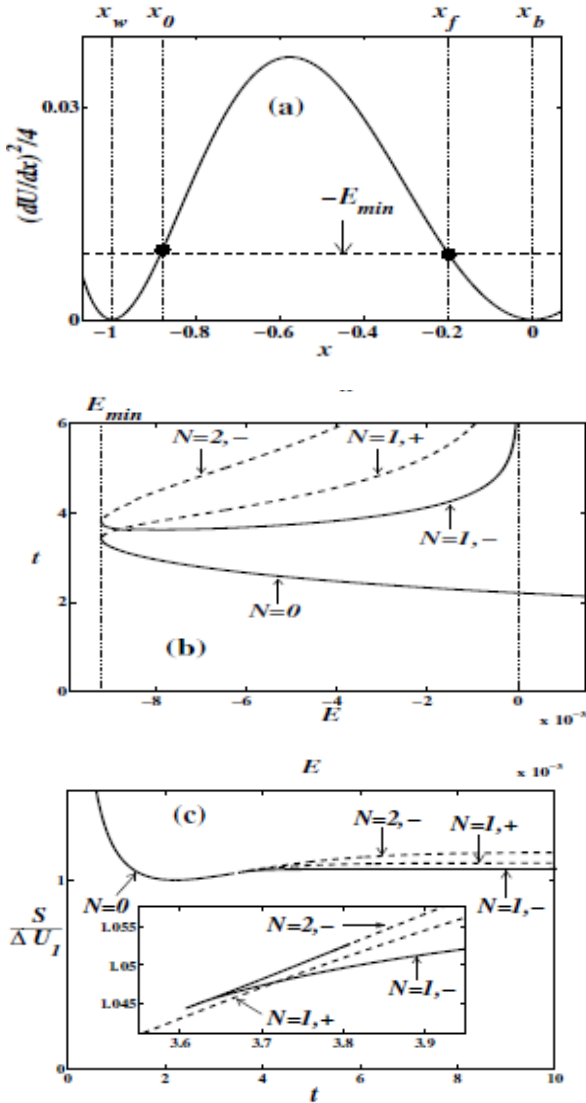 x_w x_0 x_f x_b
(a)
0.03
(dU/dx)^2/4
-E_min
0
-1 -0.8 -0.6 -0.4 -0.2 0
x
E_min
6
N=2,- N=1,+
4
N=1,-
t
2
N=0
(b)
0
-8 -6 -4 -2 0
E
x 10^-3
E
x 10^-3
(c)
N=2,- N=1,+
1
N=0
N=1,-
S
Δ U_I
1.055
N=2,-
1.05
N=1,-
1.045
N=1,+
3.6 3.7 3.8 3.9
0
0 2 4 6 8 10
t